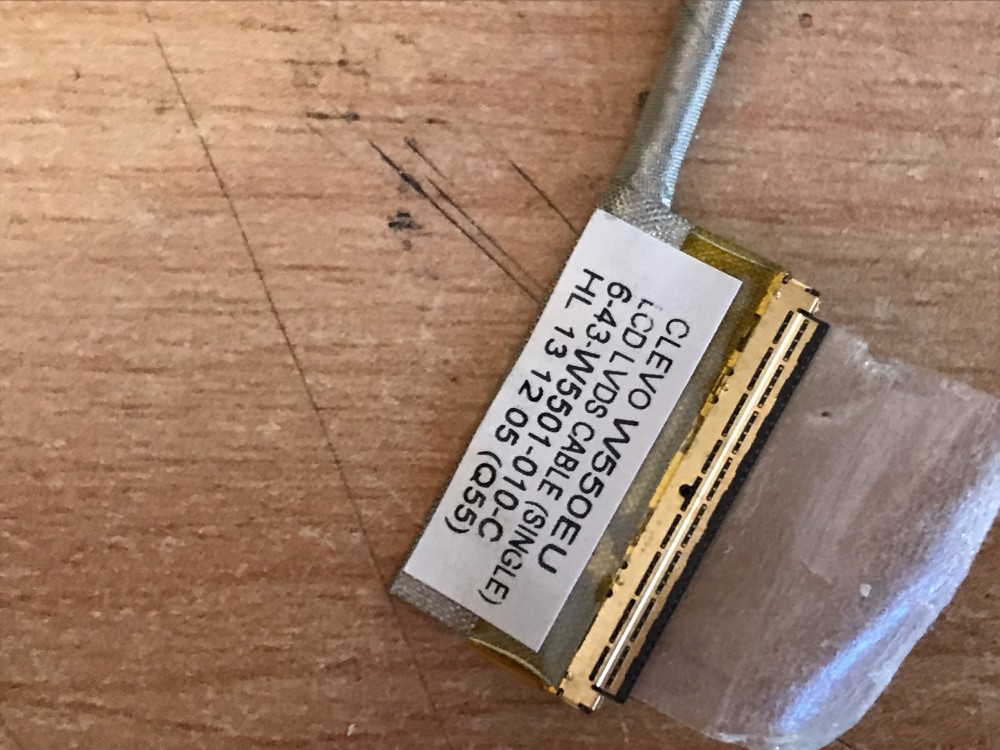 CLEVO W550EU
LCD LVDS CABLE (SINGLE)
6-43-W5501-010-C
HL 13 12 05 (Q55)